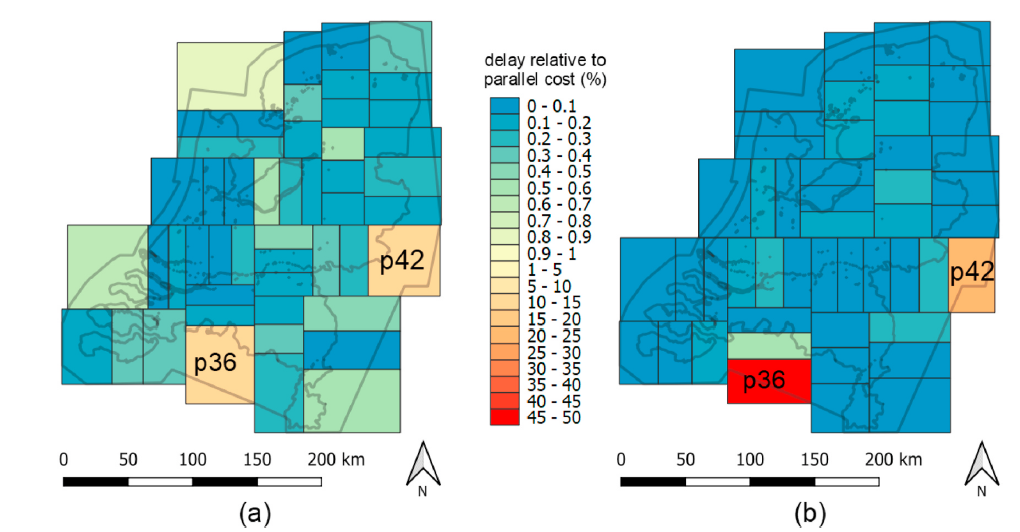 delay relative to
parallel cost (%)
0 - 0.1
0.1 - 0.2
0.2 - 0.3
0.3 - 0.4
0.4 - 0.5
0.5 - 0.6
0.6 - 0.7
0.7 - 0.8
0.8 - 0.9
0.9 - 1
1 - 5
5 - 10
10 - 15
15 - 20
20 - 25
25 - 30
30 - 35
35 - 40
40 - 45
45 - 50
p42
p36
p42
p36
0 50 100 150 200 km
N
0 50 100 150 200 km
N
(a)
(b)